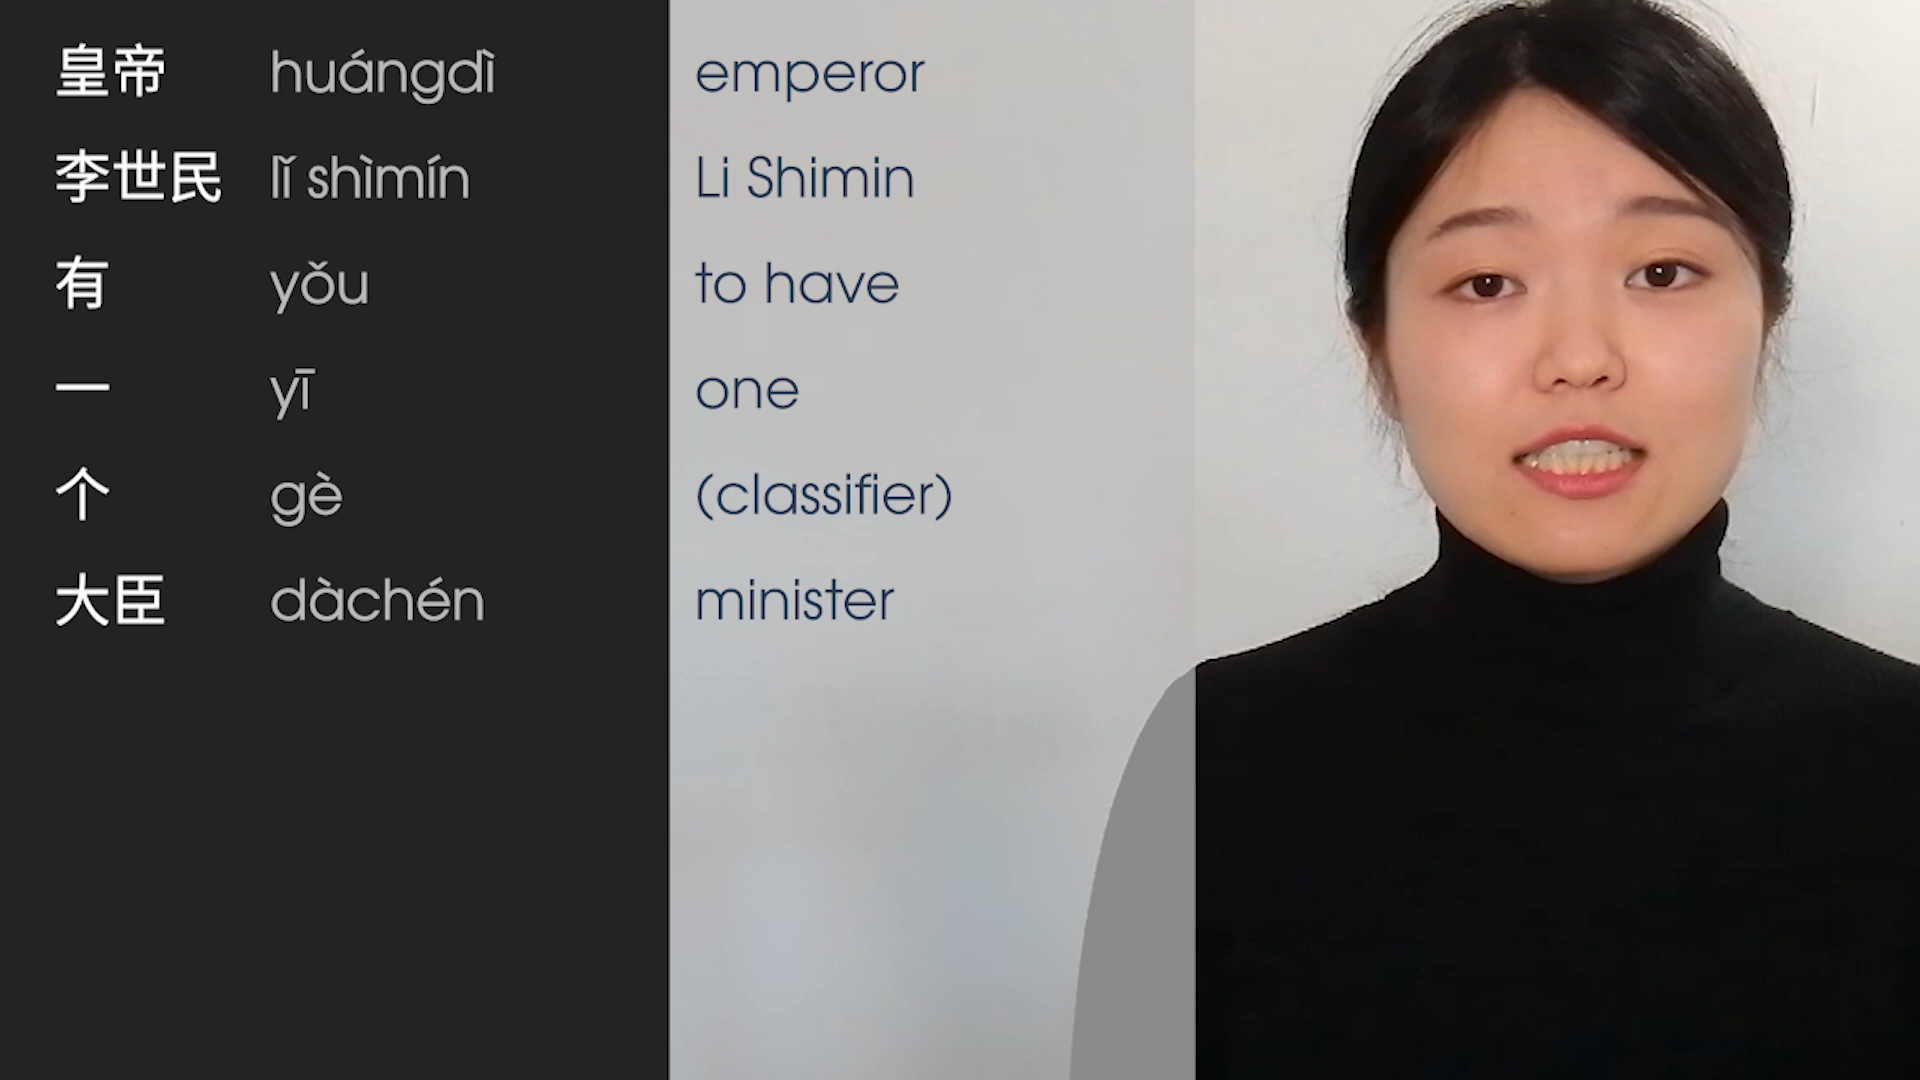 皇帝 huángdì emperor
李世民 lǐ shìmín Li Shimin
有 yǒu to have
一 yī one
个 gè (classifier)
大臣 dàchén minister